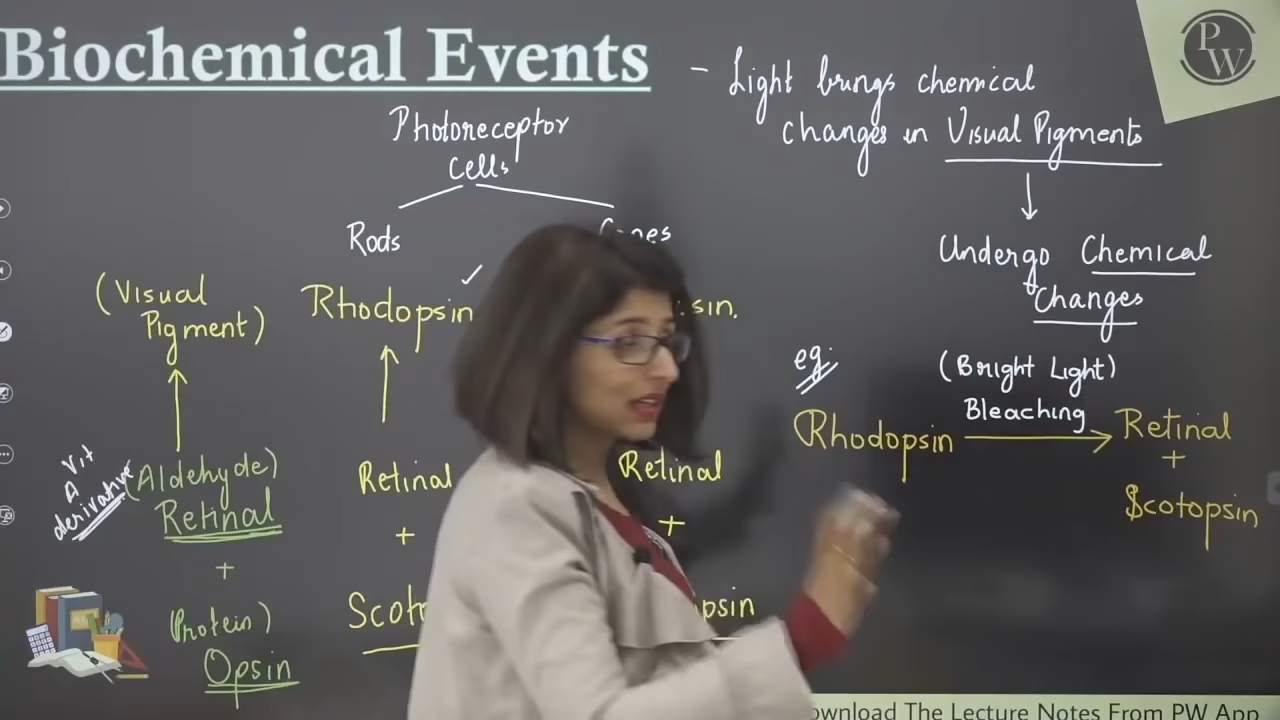 Biochemical Events
Photoreceptor
Cells
Rods
(Visual
Pigment)
Rhodopsin
Vit
A
derivative
(Aldehyde)
Retinal
+
(Protein)
Opsin
Retinal
+
Retinal
+
- Light brings chemical
changes in Visual Pigments
Undergo Chemical
Changes
eg.
(Bright Light)
Bleaching
Rhodopsin
Retinal
+
Scotopsin
PW
Download The Lecture Notes From PW App